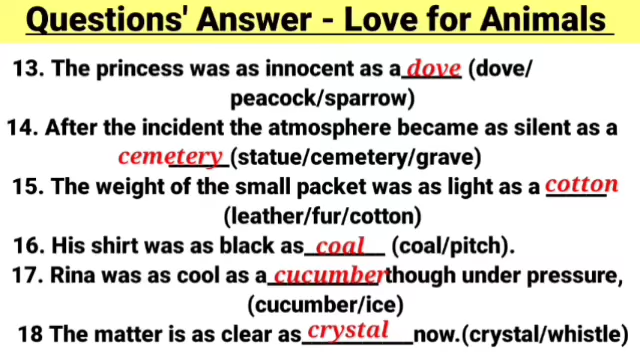 Questions' Answer - Love for Animals
13. The princess was as innocent as a dove (dove/
peacock/sparrow)
14. After the incident the atmosphere became as silent as a
cemetery (statue/cemetery/grave)
15. The weight of the small packet was as light as a cotton
(leather/fur/cotton)
16. His shirt was as black as coal (coal/pitch).
17. Rina was as cool as a cucumber though under pressure,
(cucumber/ice)
18 The matter is as clear as crystal now.(crystal/whistle)